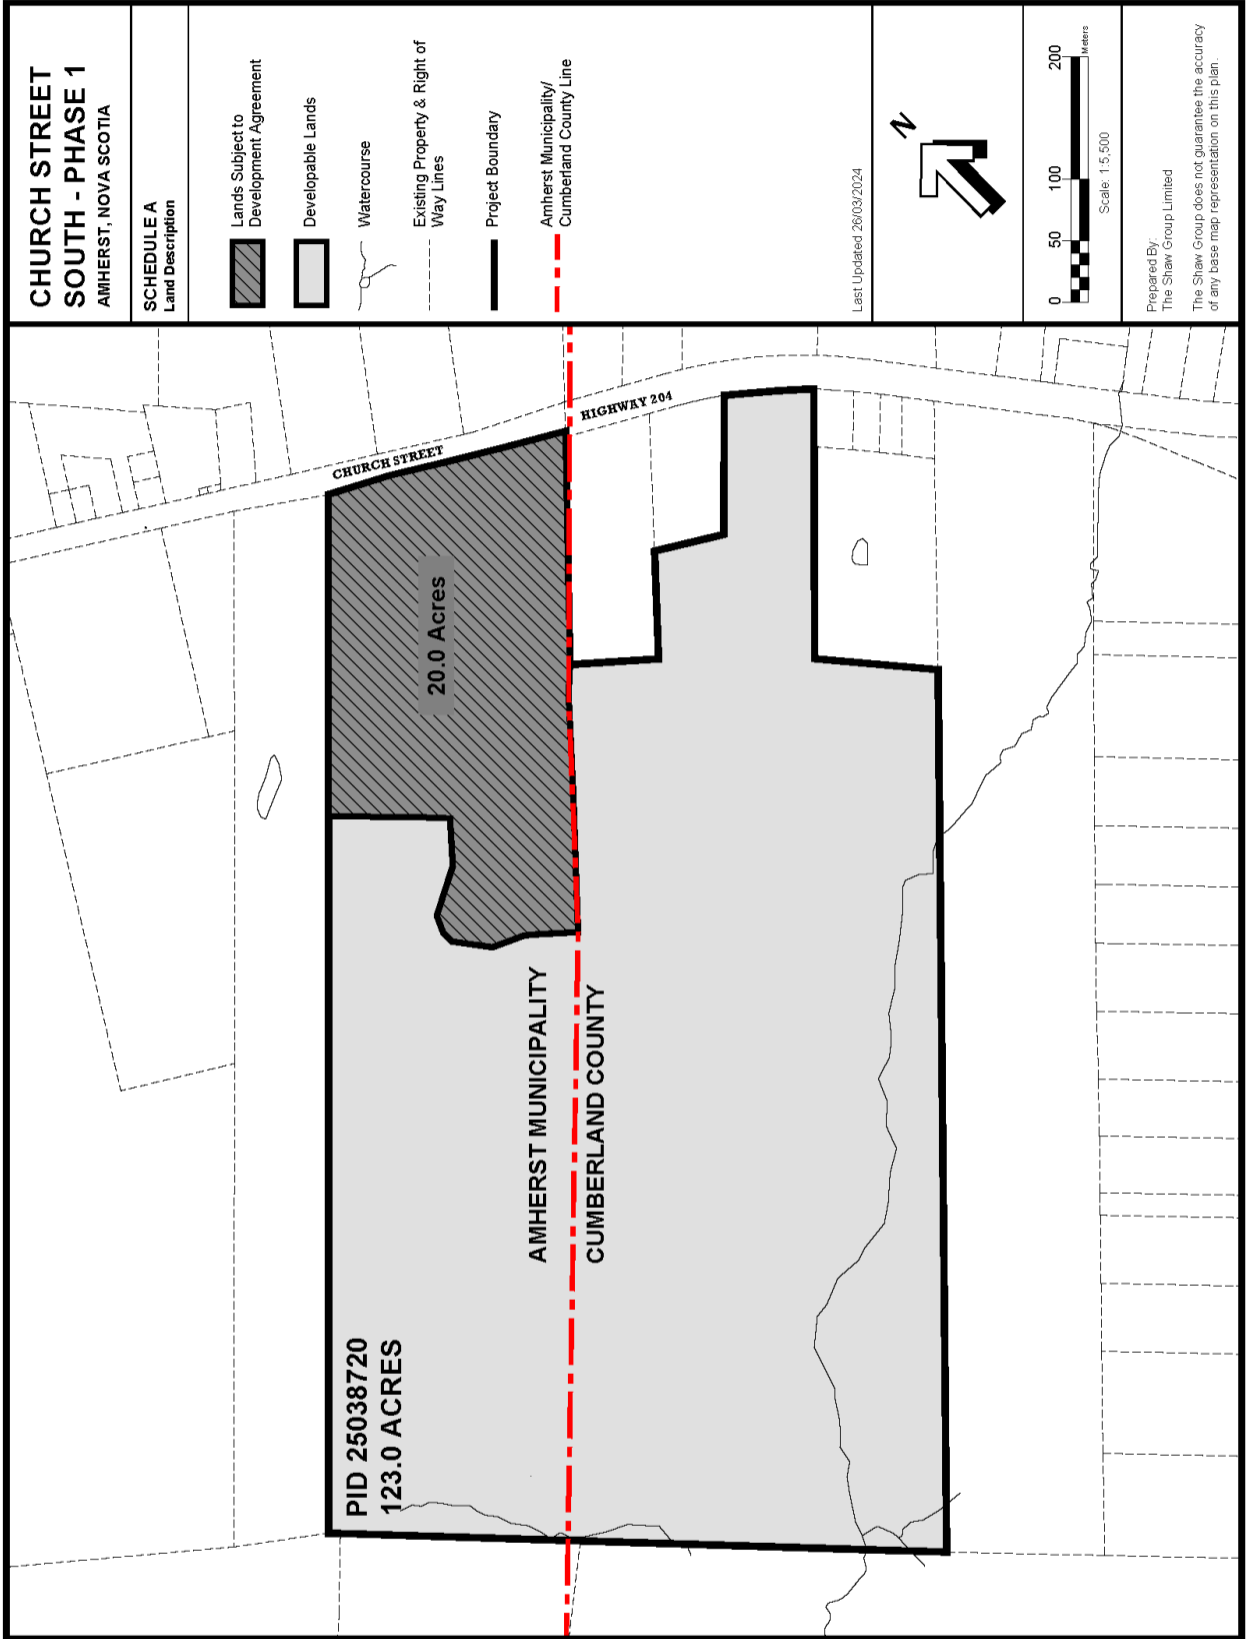 CHURCH STREET
SOUTH - PHASE 1
AMHERST, NOVA SCOTIA
SCHEDULE A
Land Description
Lands Subject to
Development Agreement
Developable Lands
Watercourse
Existing Property & Right of
Way Lines
Project Boundary
Amherst Municipality/
Cumberland County Line
Last Updated 26/03/2024
N
0 50 100 200
Meters
Scale: 1:5,500
Prepared By:
The Shaw Group Limited
The Shaw Group does not guarantee the accuracy
of any base map representation on this plan.
CHURCH STREET
HIGHWAY 204
20.0 Acres
AMHERST MUNICIPALITY
CUMBERLAND COUNTY
PID 25038720
123.0 ACRES